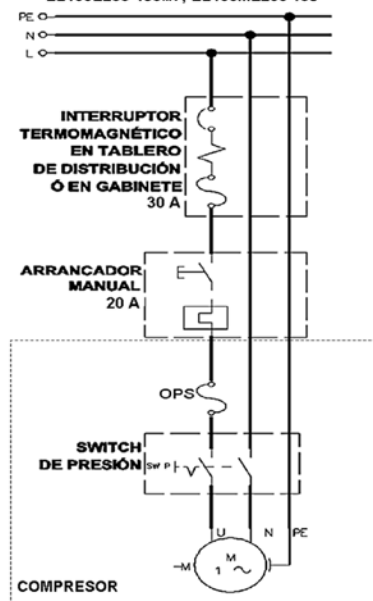 PE
N
L
INTERRUPTOR
TERMOMAGNÉTICO
EN TABLERO
DE DISTRIBUCIÓN
Ó EN GABINETE
30 A
ARRANCADOR
MANUAL
20 A
OPS
SWITCH
DE PRESIÓN
SW P
U N PE
M
M
1
COMPRESOR